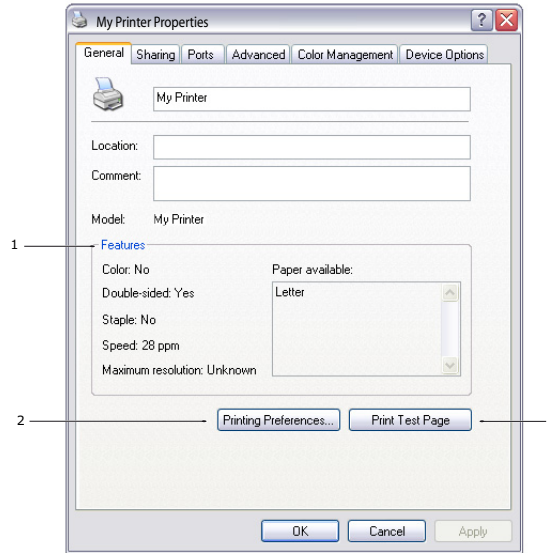 My Printer Properties
?
General Sharing Ports Advanced Color Management Device Options
My Printer
Location:
Comment:
Model: My Printer
1
Features
Color: No Paper available:
Double-sided: Yes Letter
Staple: No
Speed: 28 ppm
Maximum resolution: Unknown
2 Printing Preferences... Print Test Page
OK Cancel Apply